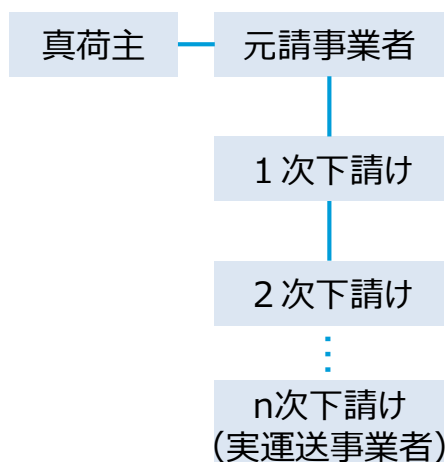 真荷主
元請事業者
１次下請け
２次下請け
n次下請け
（実運送事業者）